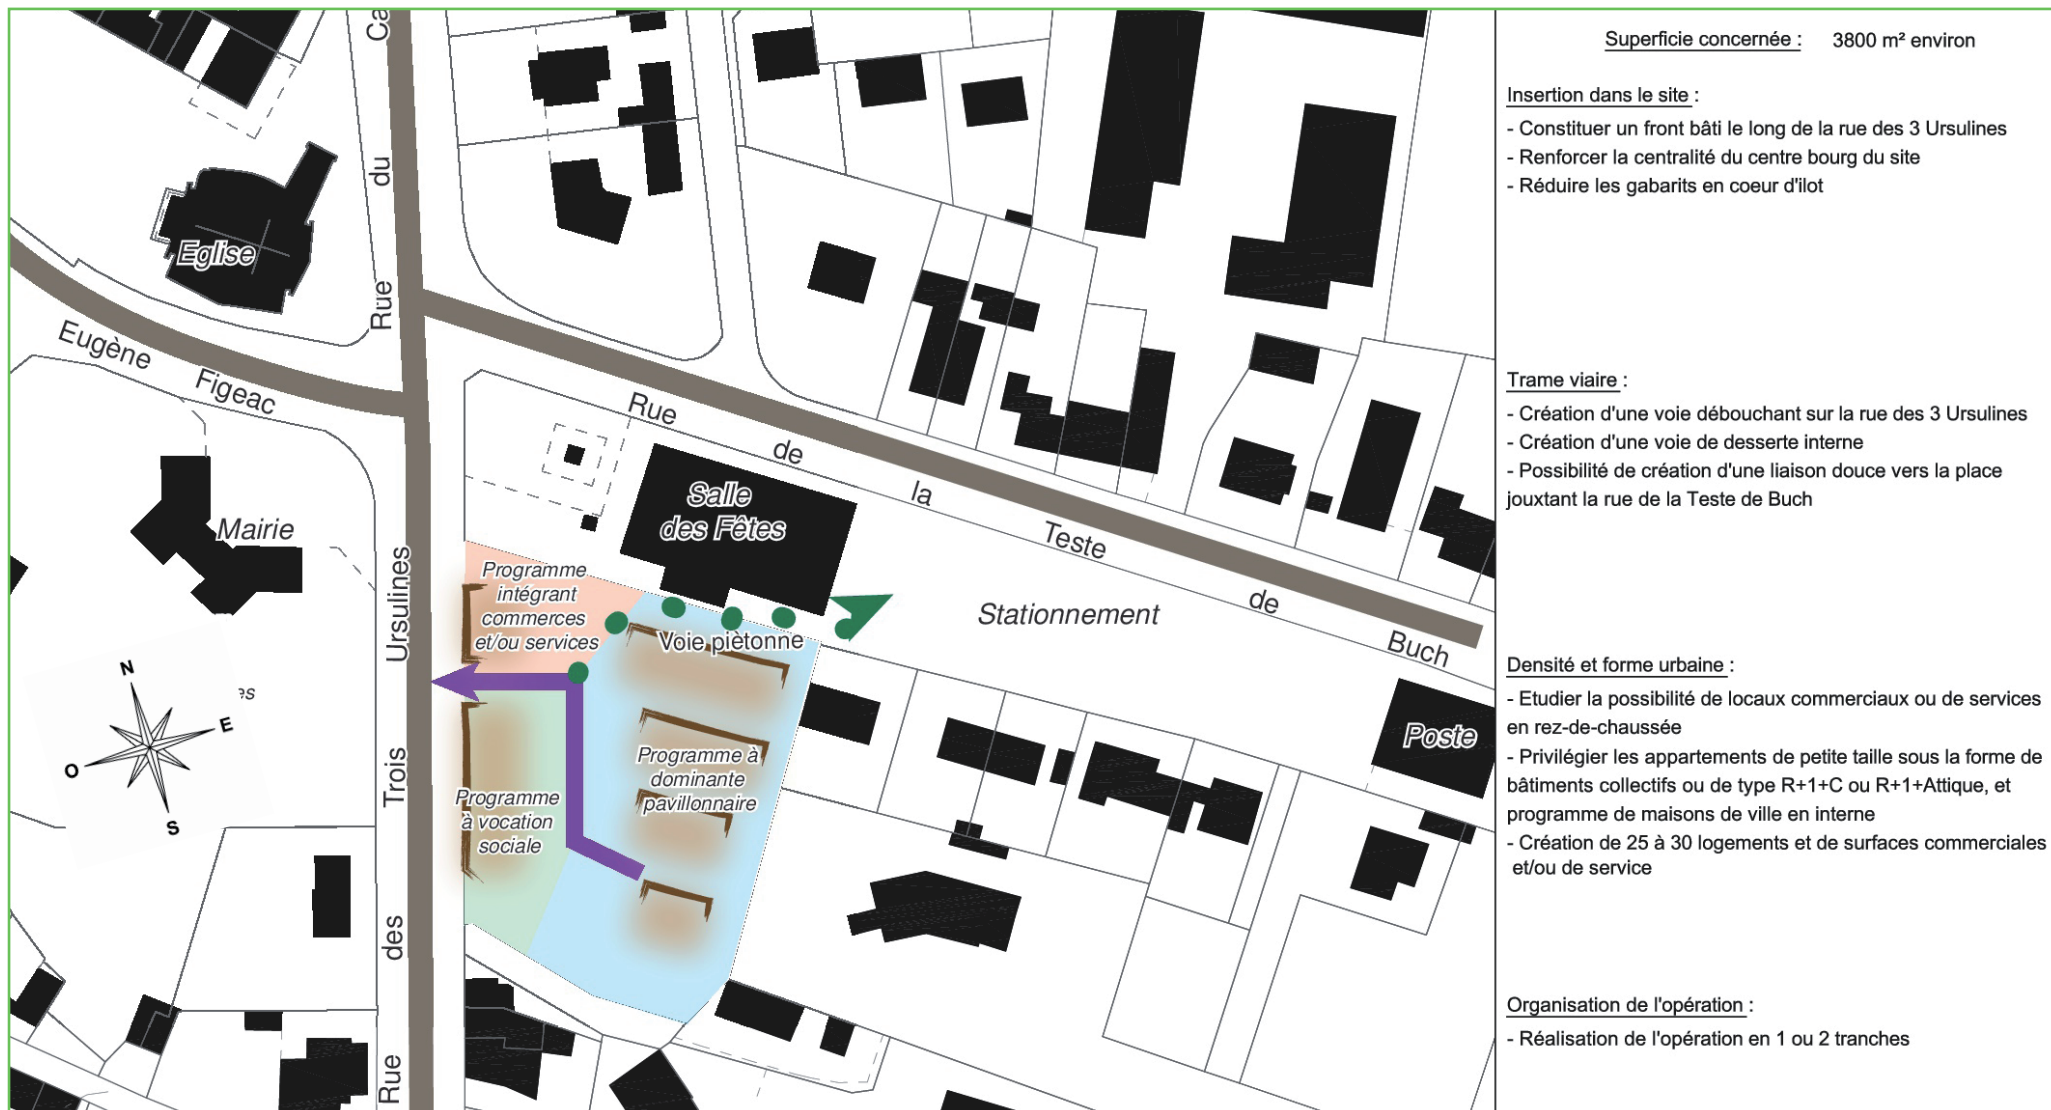 Ca
du
Rue
Eglise
Eugène
Figeac
Rue
de
la
Teste
de
Buch
Salle
des Fêtes
Mairie
Ursulines
Trois
des
Rue
Programme
intégrant
commerces
et/ou services
Voie piètonne
Stationnement
Poste
N
E
S
O
es
Programme à
dominante
pavillonnaire
Programme
à vocation
sociale
Superficie concernée : 3800 m² environ
Insertion dans le site :
- Constituer un front bâti le long de la rue des 3 Ursulines
- Renforcer la centralité du centre bourg du site
- Réduire les gabarits en coeur d'ilot
Trame viaire :
- Création d'une voie débouchant sur la rue des 3 Ursulines
- Création d'une voie de desserte interne
- Possibilité de création d'une liaison douce vers la place
jouxtant la rue de la Teste de Buch
Densité et forme urbaine :
- Etudier la possibilité de locaux commerciaux ou de services
en rez-de-chaussée
- Privilégier les appartements de petite taille sous la forme de
bâtiments collectifs ou de type R+1+C ou R+1+Attique, et
programme de maisons de ville en interne
- Création de 25 à 30 logements et de surfaces commerciales
et/ou de service
Organisation de l'opération :
- Réalisation de l'opération en 1 ou 2 tranches